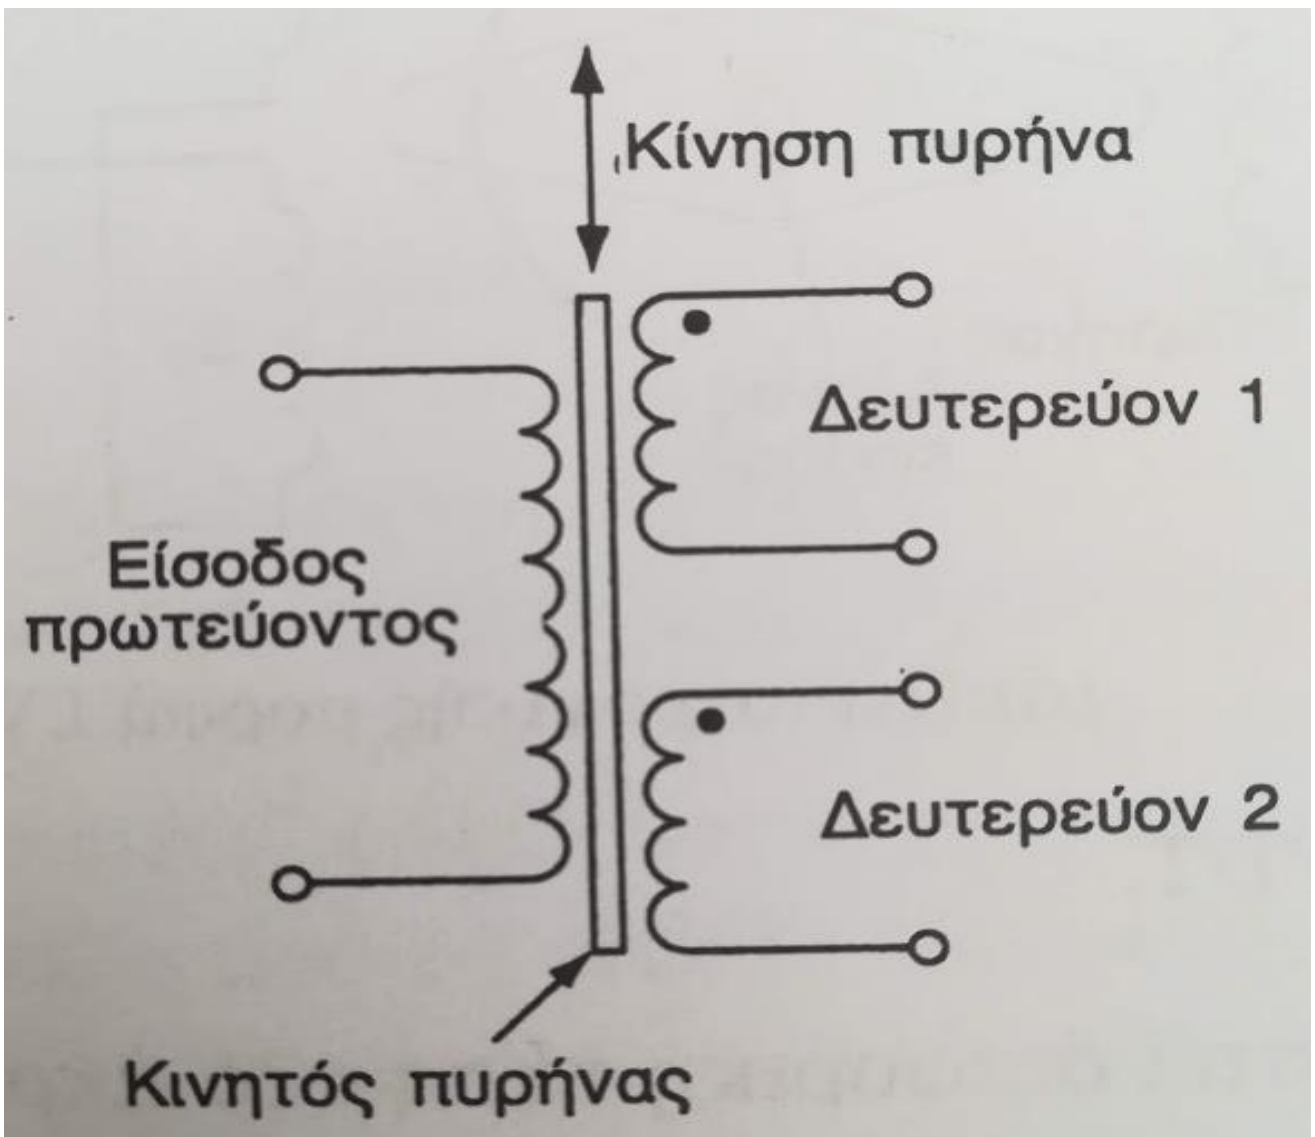 Κίνηση πυρήνα
Δευτερεύον 1
Είσοδος
πρωτεύοντος
Δευτερεύον 2
Κινητός πυρήνας